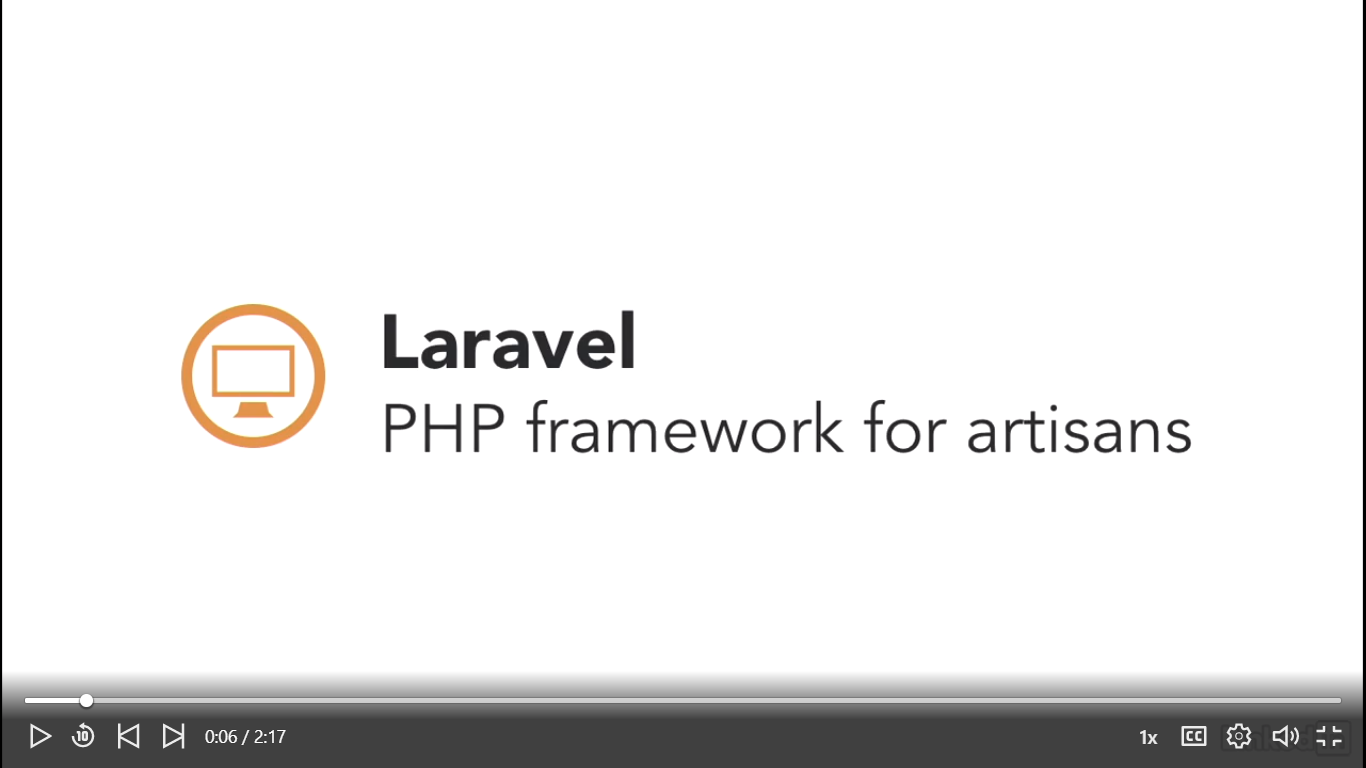 Laravel
PHP framework for artisans
10
0:06 / 2:17
1x
CC